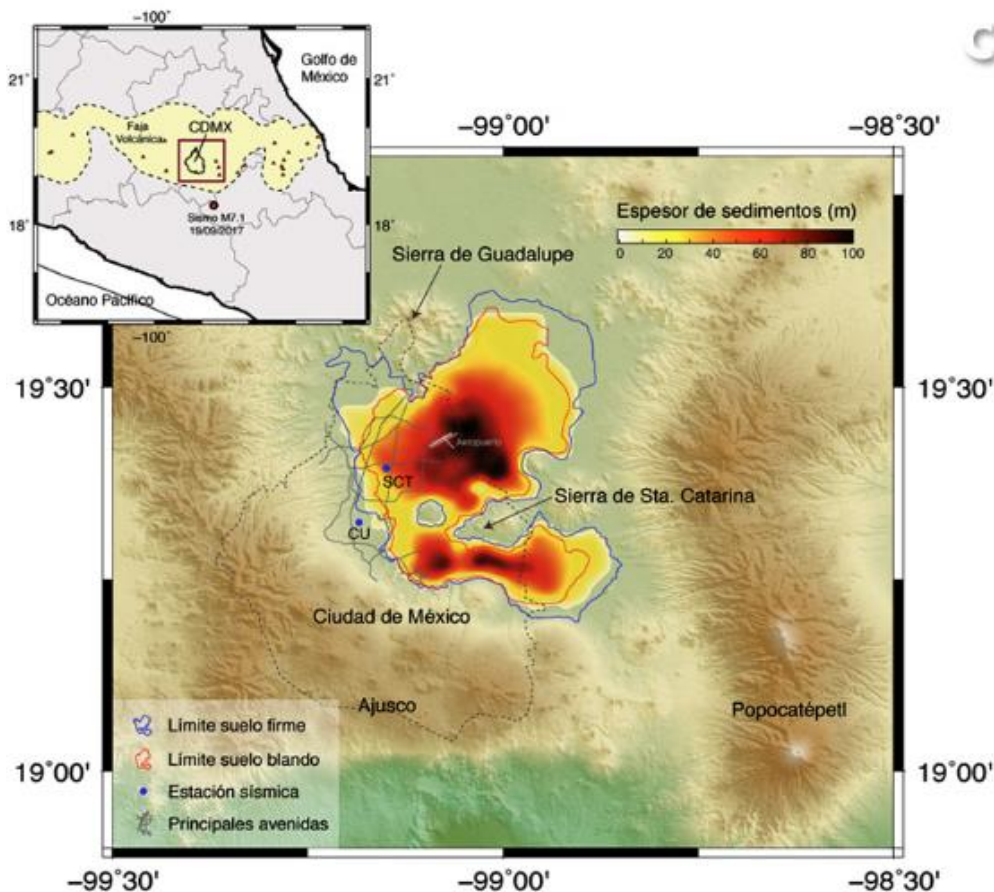 -100°
Golfo de
México
21°
21°
Faja
Volcánica
CDMX
18°
18°
Sismo M7.1
19/09/2017
Océano Pacífico
-100°
C
-99°00'
-98°30'
Espesor de sedimentos (m)
0 20 40 60 80 100
Sierra de Guadalupe
19°30'
19°30'
Aeropuerto
SCT
Sierra de Sta. Catarina
CU
Ciudad de México
Ajusco
Popocatépetl
Límite suelo firme
Límite suelo blando
Estación sísmica
Principales avenidas
19°00'
19°00'
-99°30'
-99°00'
-98°30'